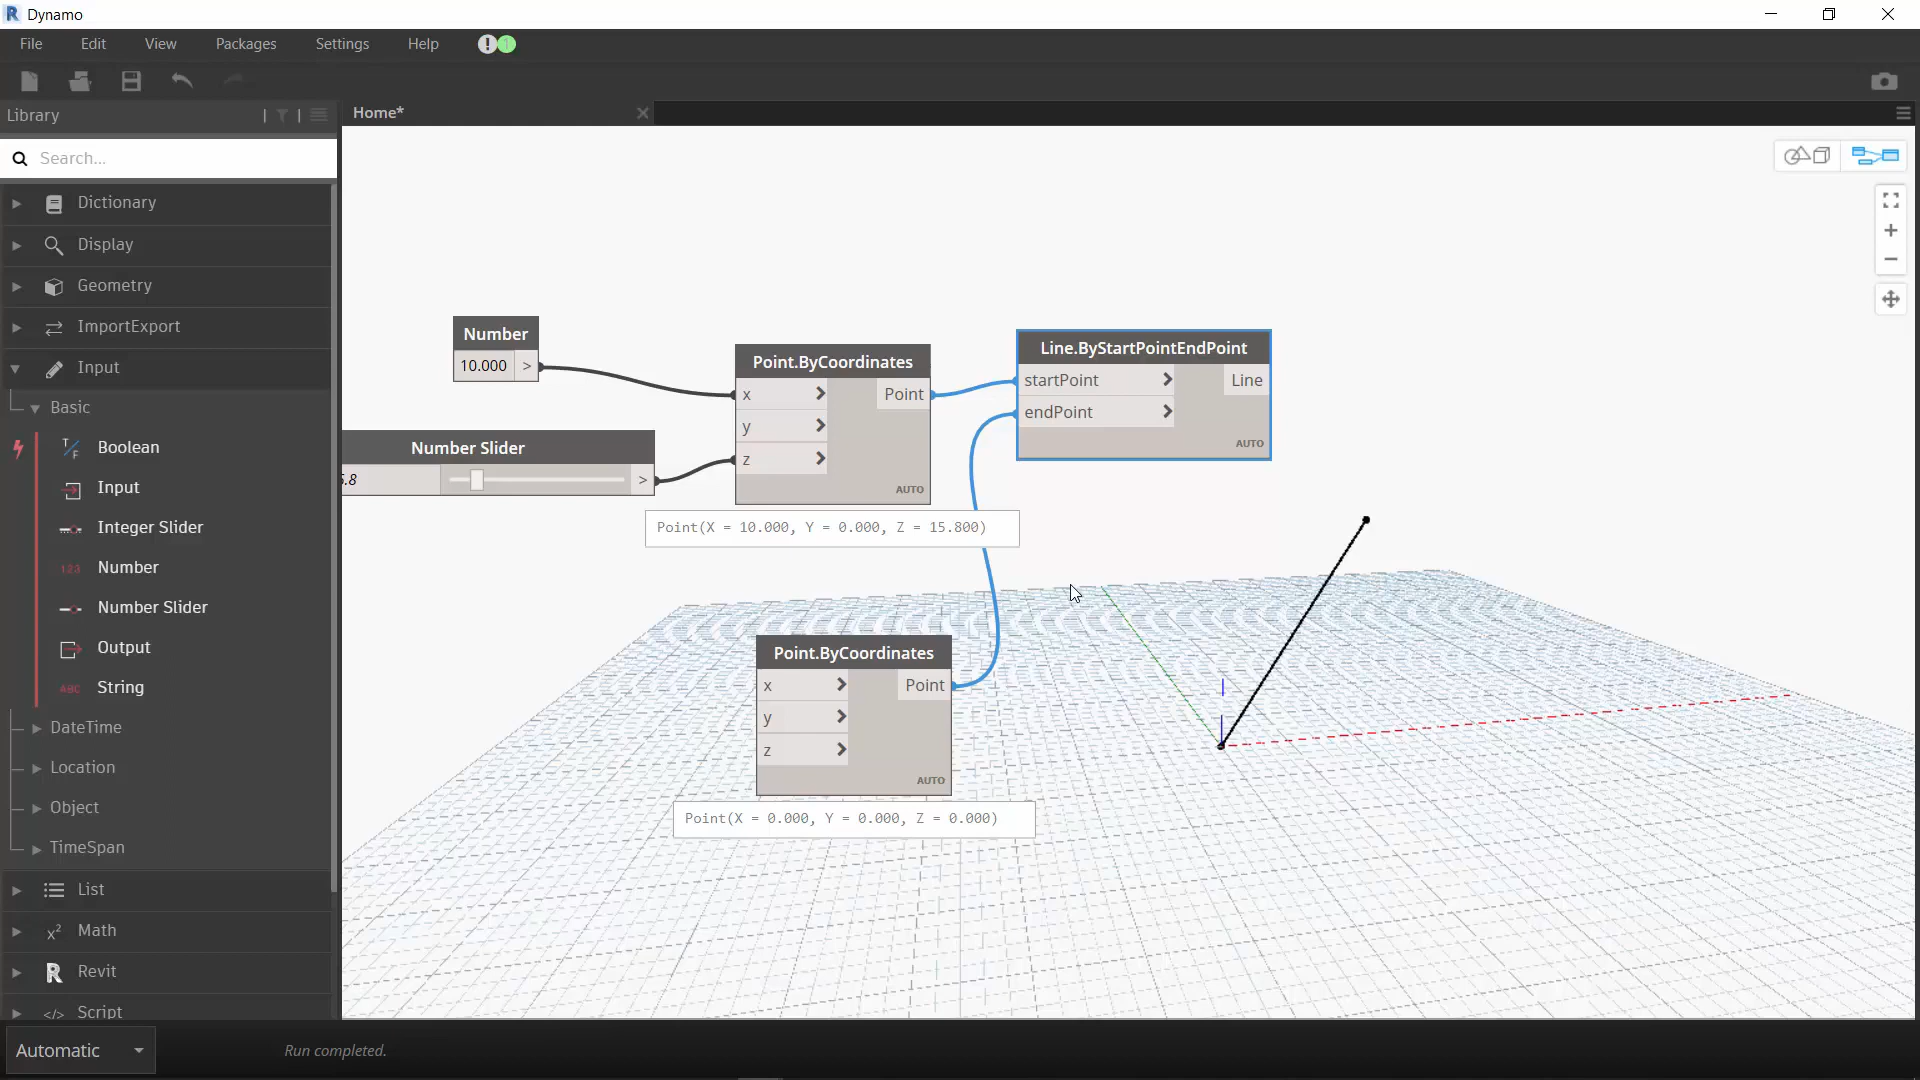 Dynamo
File Edit View Packages Settings Help
Library
Home*
Search...
Dictionary
Display
Geometry
ImportExport
Input
Basic
Boolean
Input
Integer Slider
Number
Number Slider
Output
String
DateTime
Location
Object
TimeSpan
List
Math
Revit
Script
Number
10.000 >
Number Slider
5.8 >
Point.ByCoordinates
x Point
y
z
AUTO
Point(X = 10.000, Y = 0.000, Z = 15.800)
Line.ByStartPointEndPoint
startPoint Line
endPoint
AUTO
Point.ByCoordinates
x Point
y
z
AUTO
Point(X = 0.000, Y = 0.000, Z = 0.000)
Automatic
Run completed.